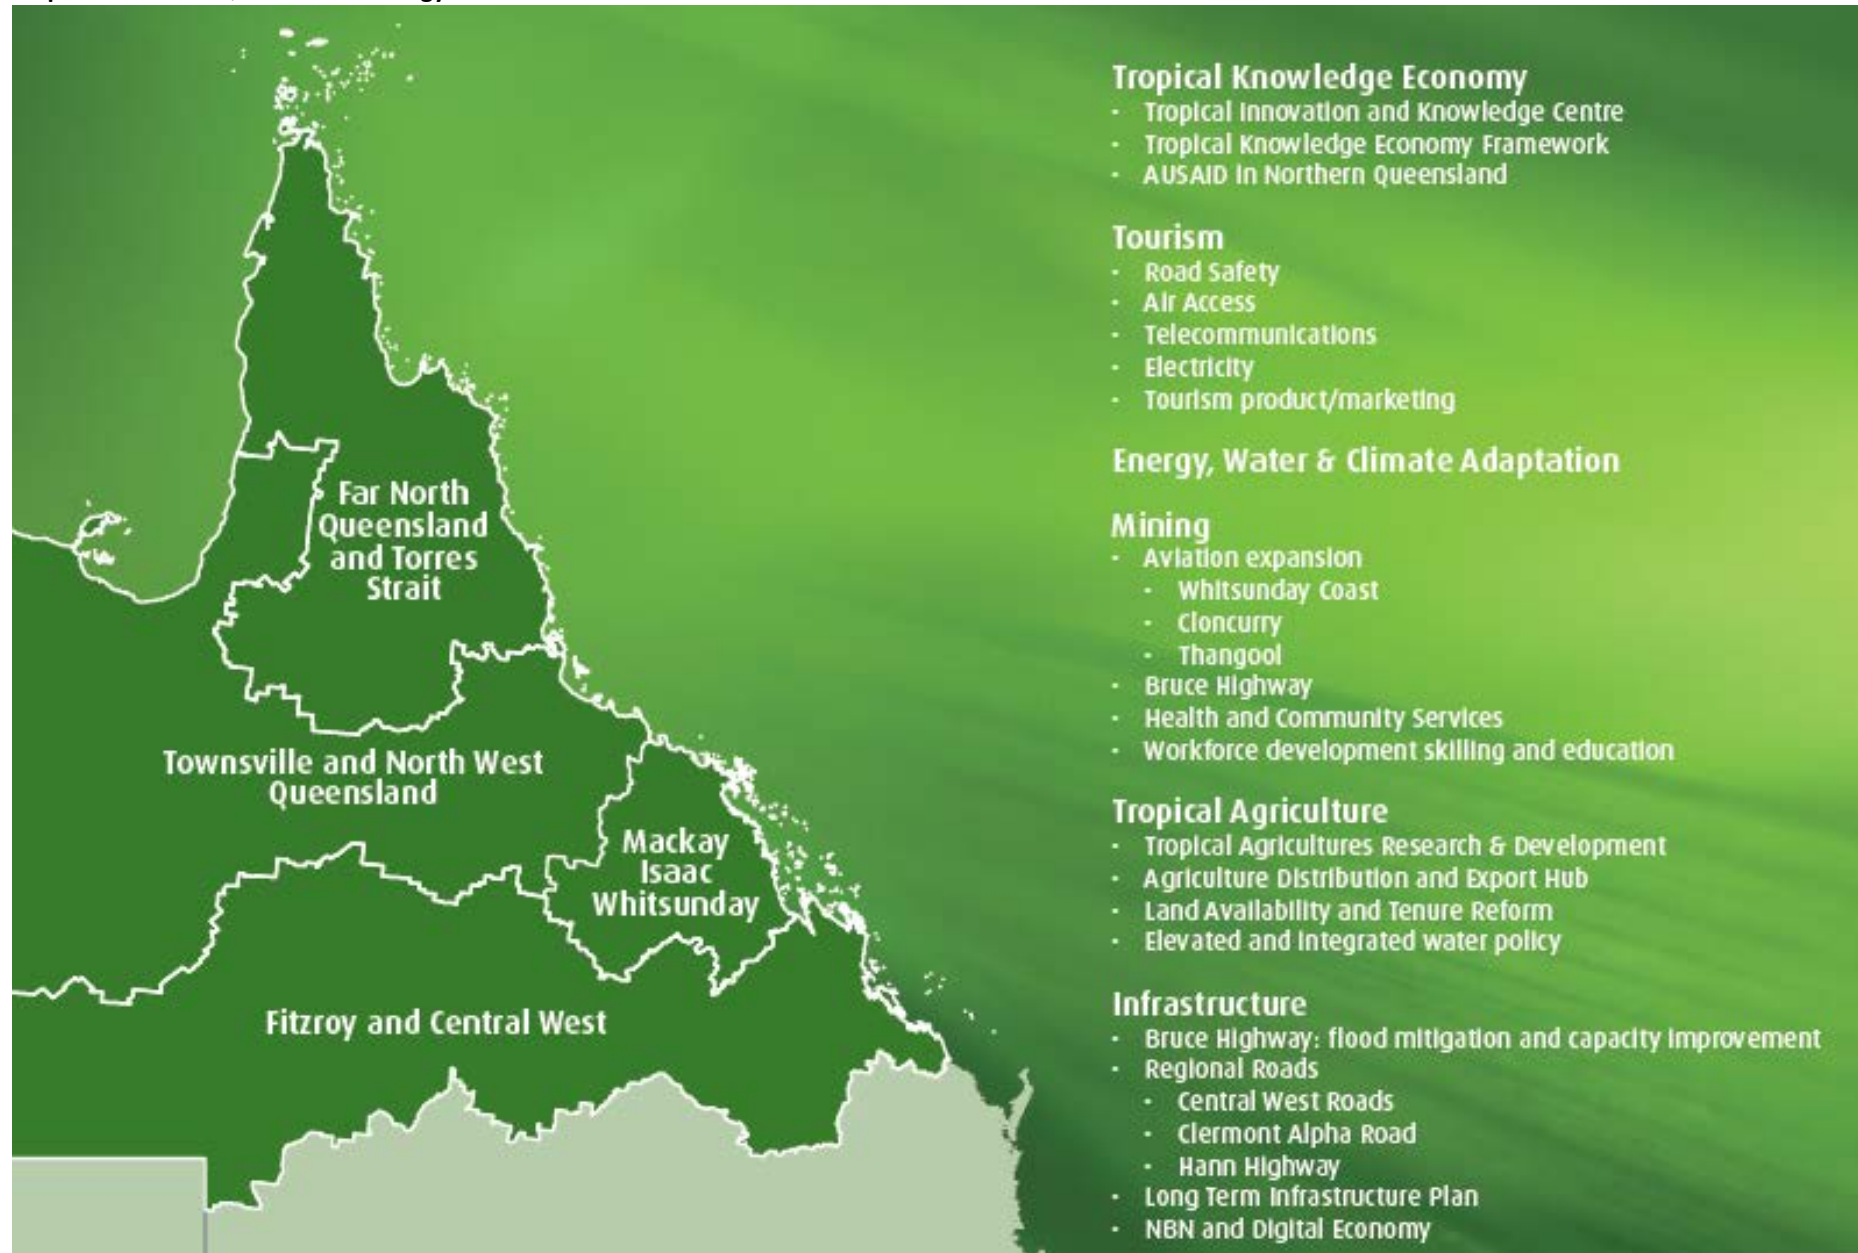 Far North
Queensland
and Torres
Strait
Townsville and North West
Queensland
Mackay
Isaac
Whitsunday
Fitzroy and Central West
Tropical Knowledge Economy
· Tropical Innovation and Knowledge Centre
· Tropical Knowledge Economy Framework
· AUSAID in Northern Queensland
Tourism
· Road Safety
· Air Access
· Telecommunications
· Electricity
· Tourism product/marketing
Energy, Water & Climate Adaptation
Mining
· Aviation expansion
· Whitsunday Coast
· Cloncurry
· Thangool
· Bruce Highway
· Health and Community Services
· Workforce development skilling and education
Tropical Agriculture
· Tropical Agricultures Research & Development
· Agriculture Distribution and Export Hub
· Land Availability and Tenure Reform
· Elevated and integrated water policy
Infrastructure
· Bruce Highway: flood mitigation and capacity improvement
· Regional Roads
· Central West Roads
· Clermont Alpha Road
· Hann Highway
· Long Term Infrastructure Plan
· NBN and Digital Economy